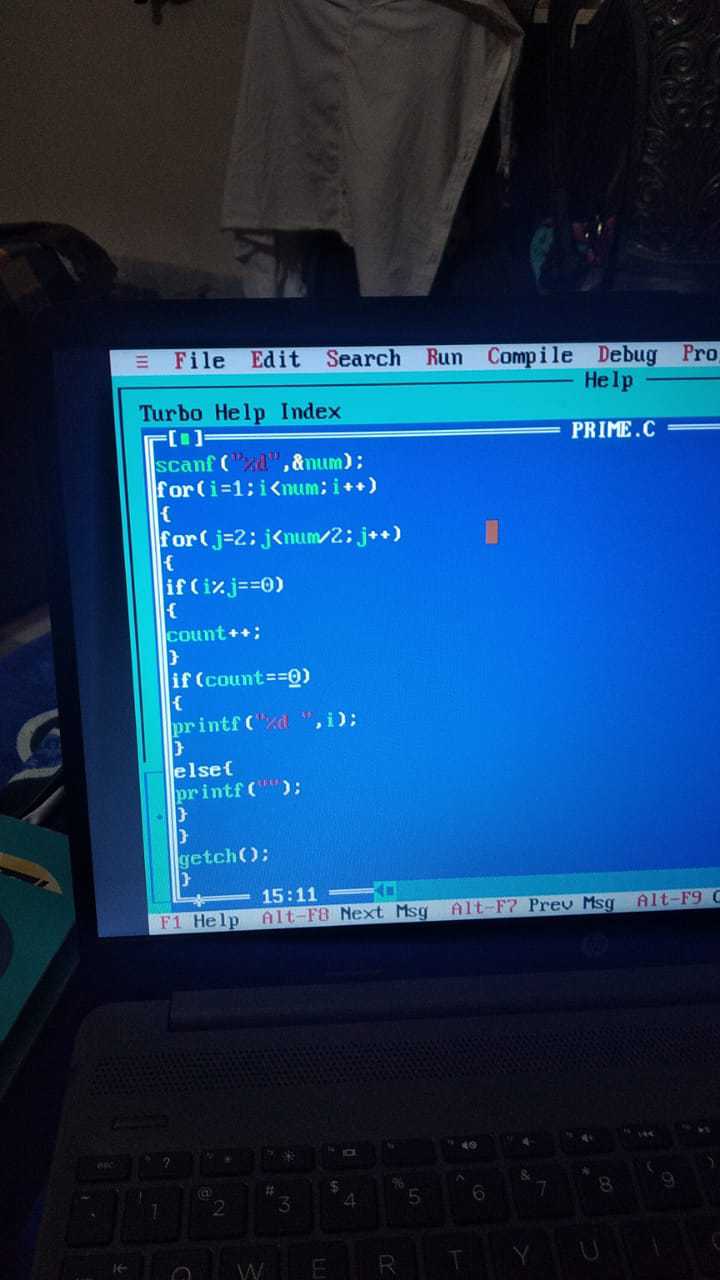 ≡ File Edit Search Run Compile Debug Pro
Help
Turbo Help Index
[■] PRIME.C
scanf("%d",&num);
for(i=1;i<num;i++)
{
for(j=2;j<num/2;j++)
{
if(i%j==0)
{
count++;
}
if(count==0)
{
printf("%d ",i);
}
else{
printf("");
}
}
getch();
}
15:11
F1 Help Alt-F8 Next Msg Alt-F7 Prev Msg Alt-F9
hp
esc ?
~ ` ! 1 @ 2 # 3 $ 4 % 5 ^ 6 & 7 * 8 ( 9
Q W E R T Y U I